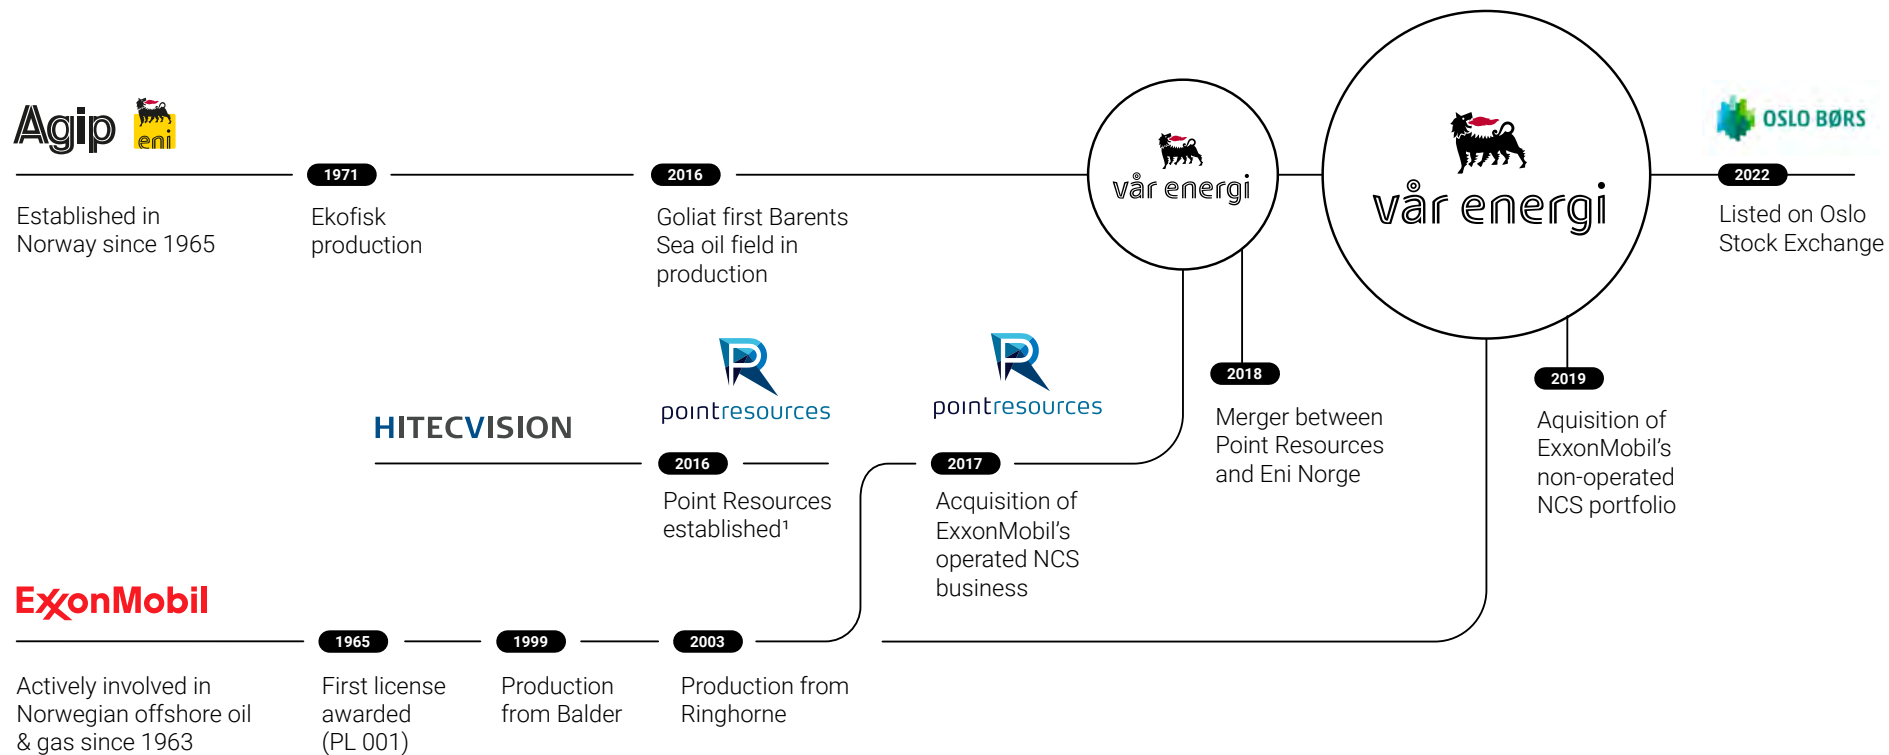 Agip
eni
OSLO BØRS
vår energi
vår energi
1971
2016
2022
Established in
Norway since 1965
Ekofisk
production
Goliat first Barents
Sea oil field in
production
Listed on Oslo
Stock Exchange
pointresources
pointresources
HITECVISION
2016
2017
2018
2019
Point Resources
established¹
Acquisition of
ExxonMobil's
operated NCS
business
Merger between
Point Resources
and Eni Norge
Aquisition of
ExxonMobil's
non-operated
NCS portfolio
ExxonMobil
1965
1999
2003
Actively involved in
Norwegian offshore oil
& gas since 1963
First license
awarded
(PL 001)
Production
from Balder
Production from
Ringhorne